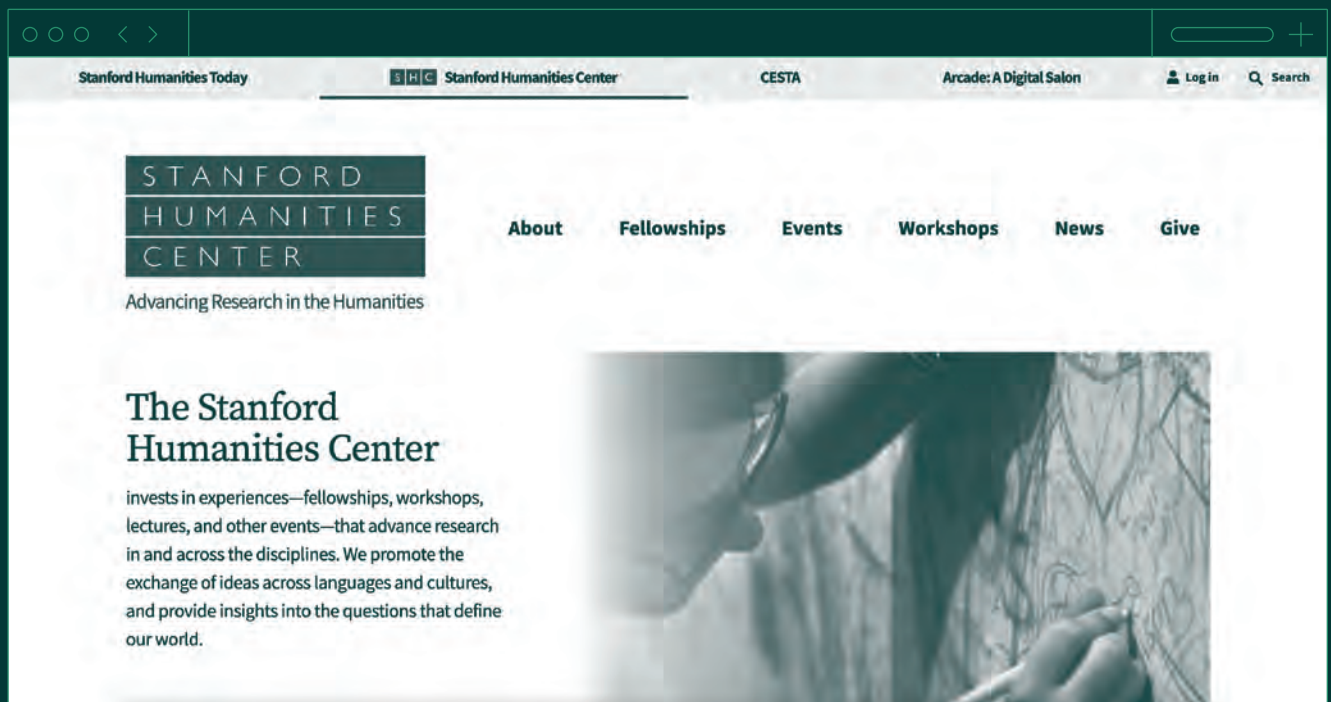 Stanford Humanities Today
SHC Stanford Humanities Center
CESTA
Arcade: A Digital Salon
Log in
Search
STANFORD
HUMANITIES
CENTER
Advancing Research in the Humanities
About
Fellowships
Events
Workshops
News
Give
The Stanford
Humanities Center
invests in experiences—fellowships, workshops,
lectures, and other events—that advance research
in and across the disciplines. We promote the
exchange of ideas across languages and cultures,
and provide insights into the questions that define
our world.